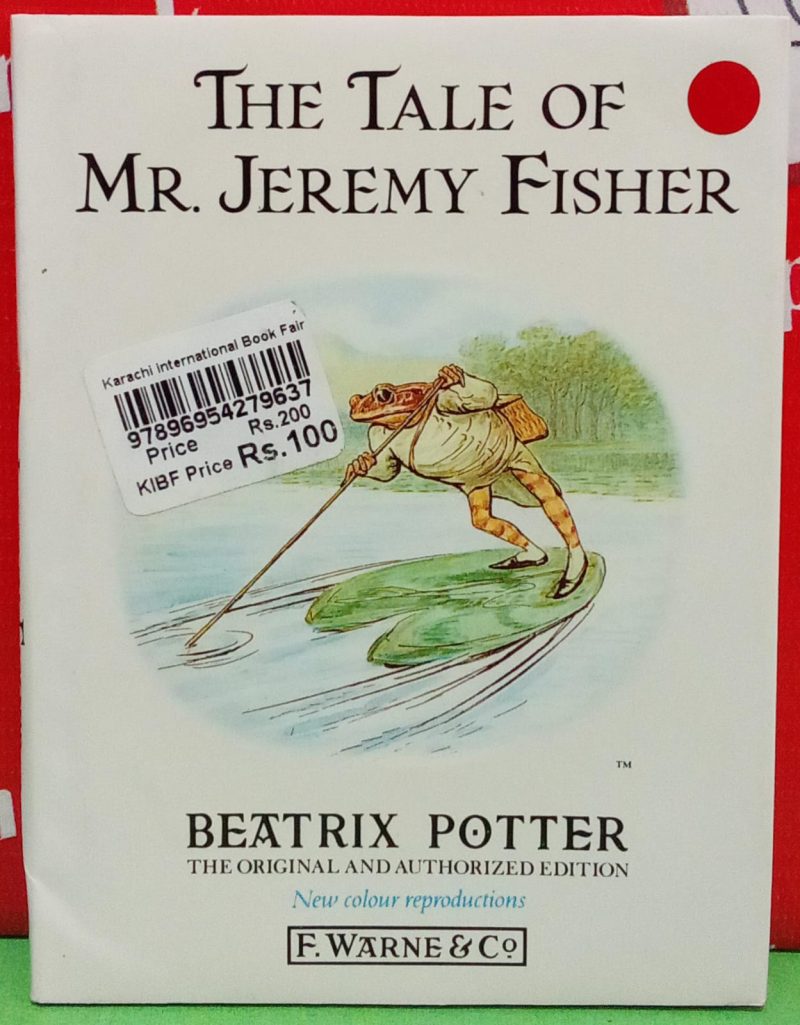 THE TALE OF
MR. JEREMY FISHER
Karachi International Book Fair
9789695427963​7
Price Rs.200
KIBF Price Rs.100
TM
BEATRIX POTTER
THE ORIGINAL AND AUTHORIZED EDITION
New colour reproductions
F. WARNE & Co